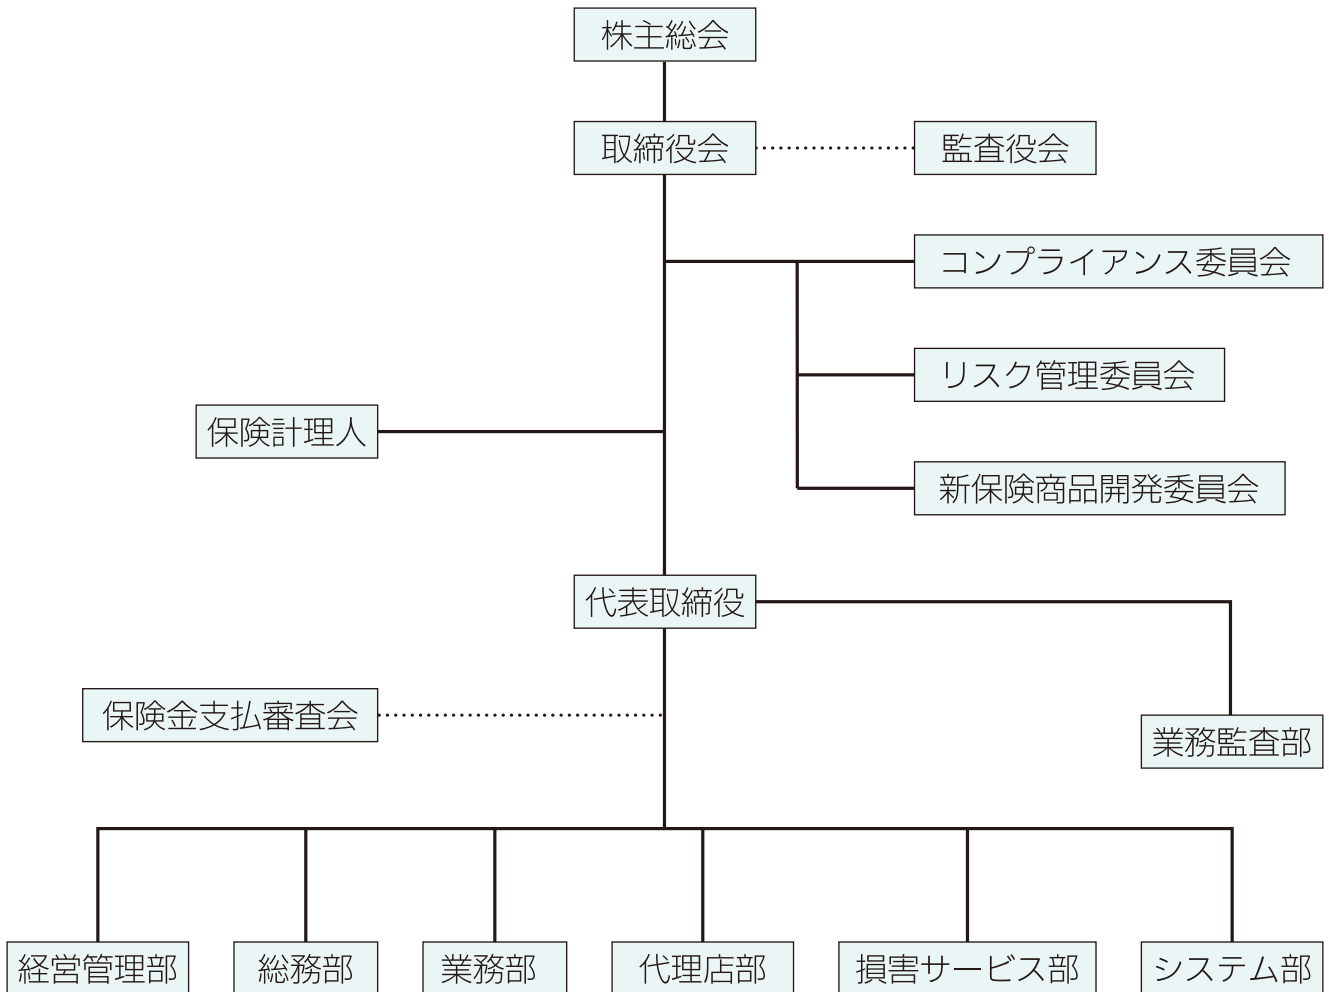 株主総会
取締役会
監査役会
コンプライアンス委員会
リスク管理委員会
保険計理人
新保険商品開発委員会
代表取締役
保険金支払審査会
業務監査部
経営管理部
総務部
業務部
代理店部
損害サービス部
システム部